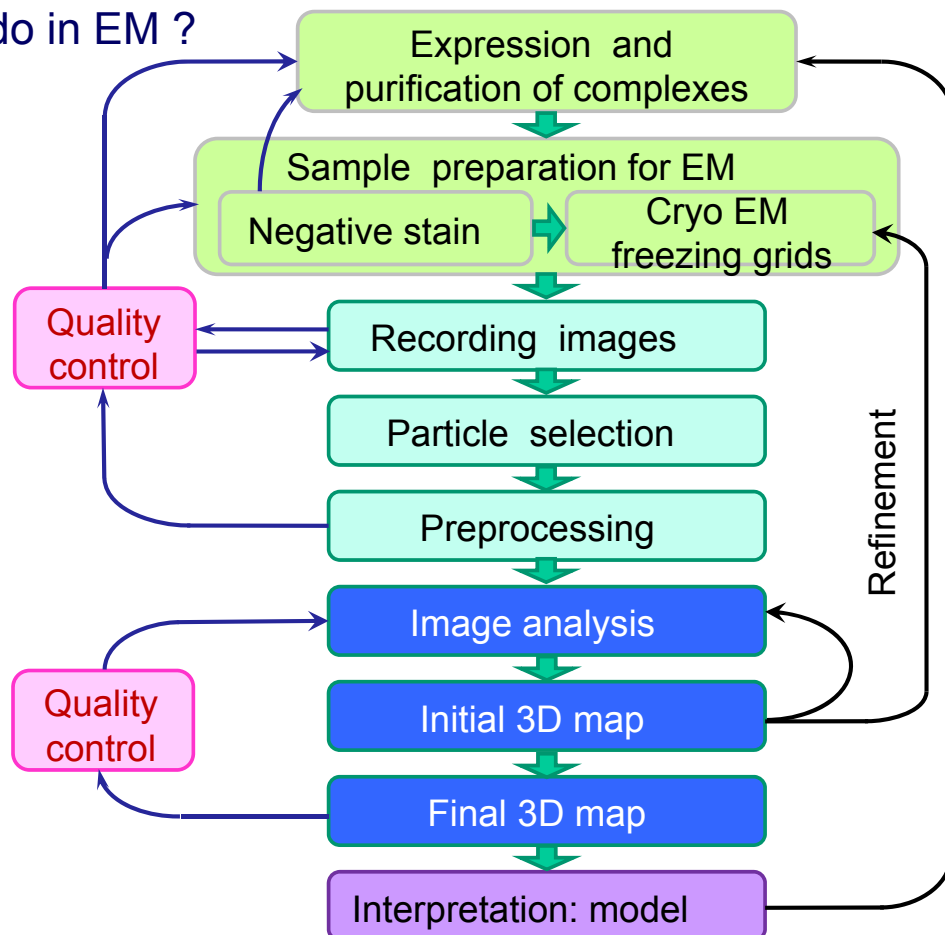 do in EM ?
Expression and
purification of complexes
Sample preparation for EM
Negative stain
Cryo EM
freezing grids
Quality
control
Recording images
Particle selection
Preprocessing
Refinement
Image analysis
Quality
control
Initial 3D map
Final 3D map
Interpretation: model